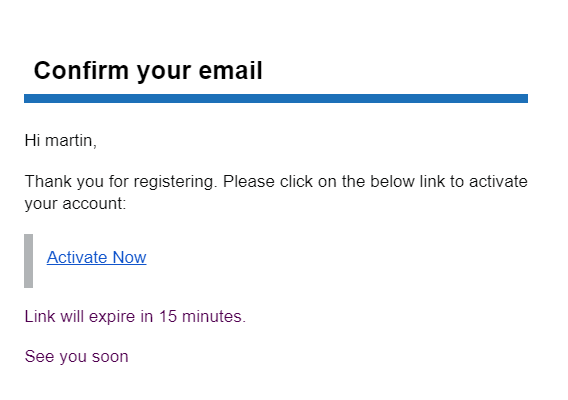 Confirm your email
Hi martin,
Thank you for registering. Please click on the below link to activate
your account:
Activate Now
Link will expire in 15 minutes.
See you soon